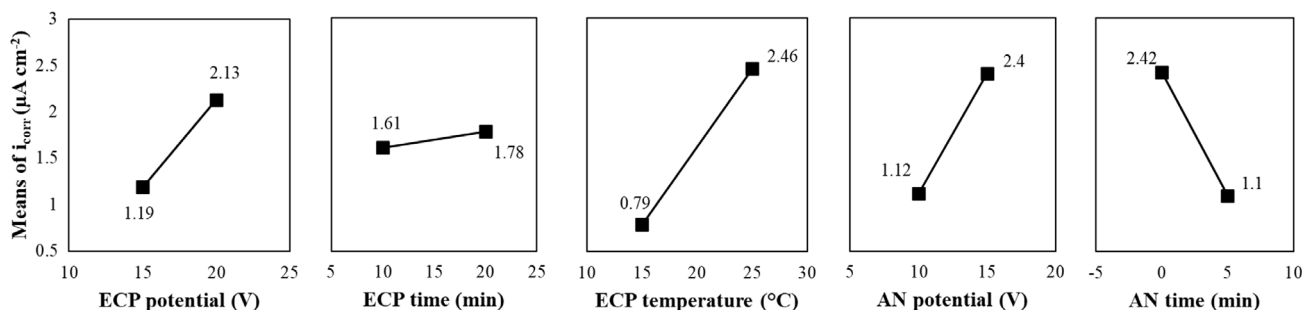 Means of i_corr (µA cm⁻²)
3
2.5
2
1.5
1
0.5
2.13
1.19
10 15 20 25
ECP potential (V)
1.61
1.78
5 10 15 20 25
ECP time (min)
2.46
0.79
10 15 20 25 30
ECP temperature (°C)
2.4
1.12
5 10 15 20
AN potential (V)
2.42
1.1
-5 0 5 10
AN time (min)